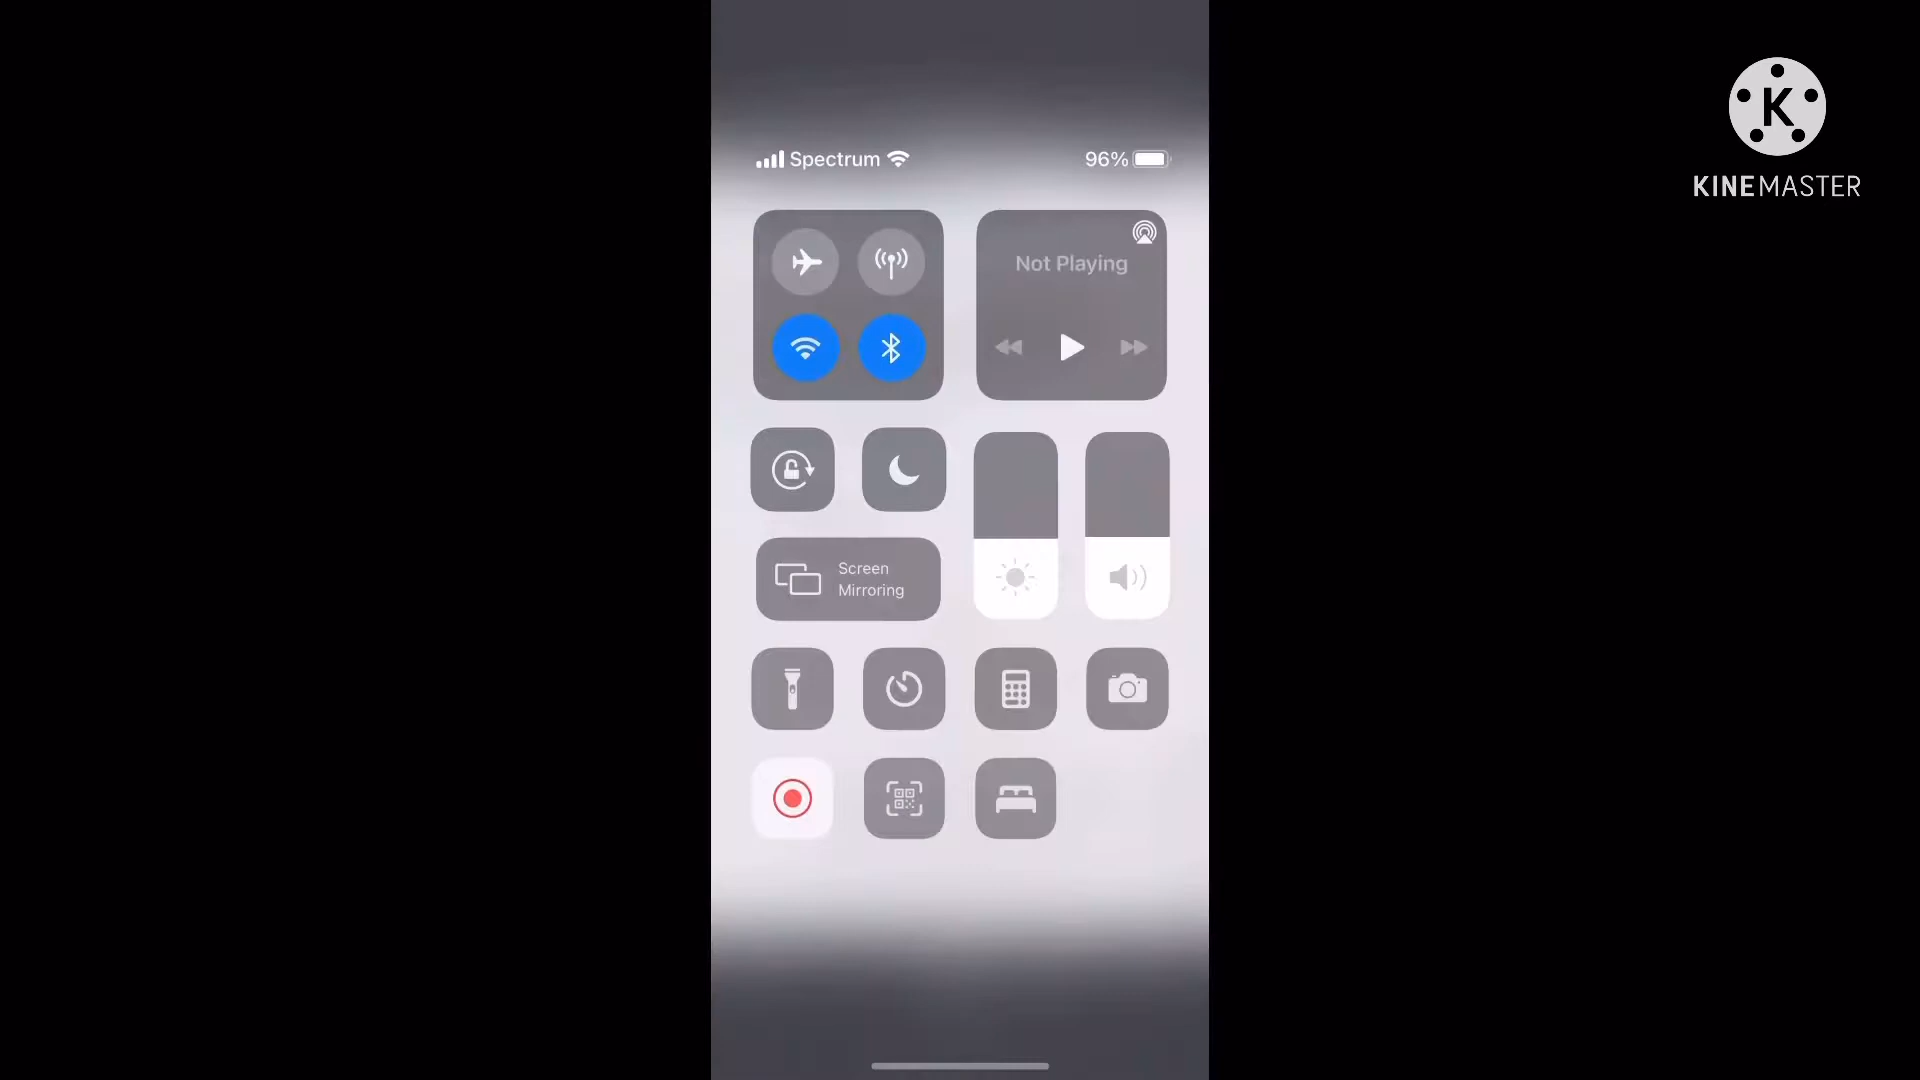 Spectrum
96%
K
KINEMASTER
Not Playing
Screen
Mirroring